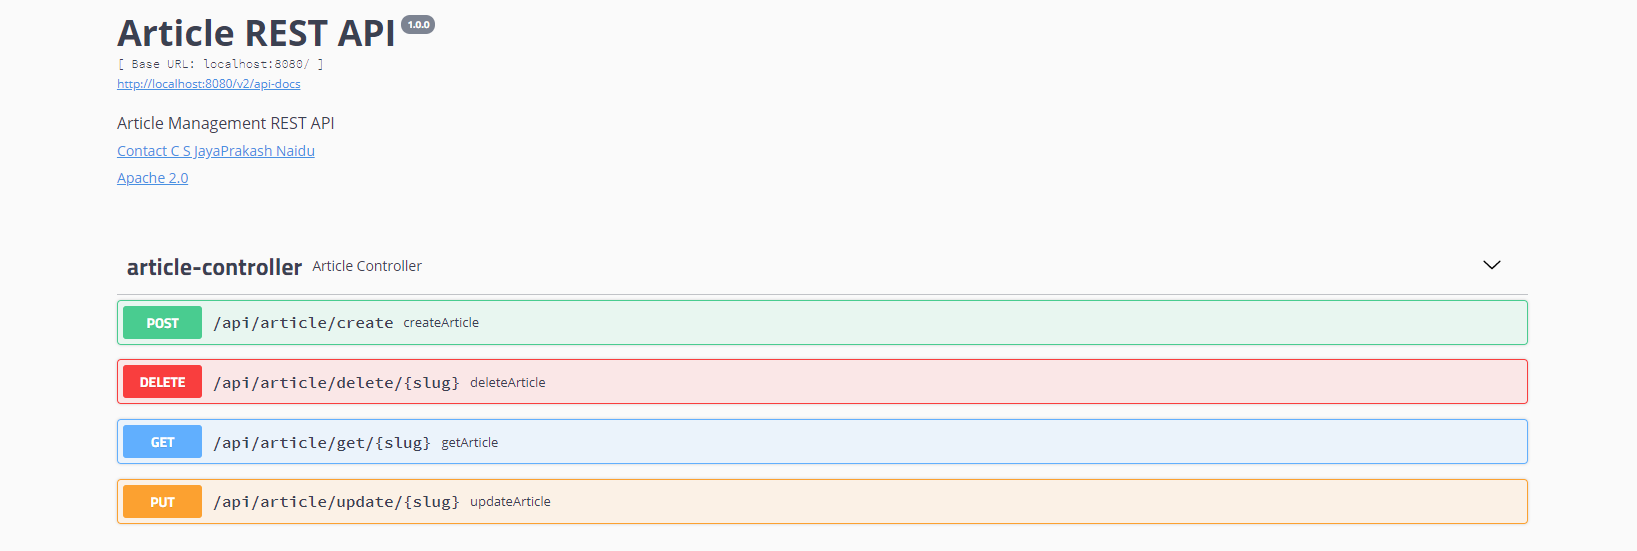 Article REST API 1.0.0
[ Base URL: localhost:8080/ ]
http://localhost:8080/v2/api-docs
Article Management REST API
Contact C S JayaPrakash Naidu
Apache 2.0
article-controller Article Controller
POST /api/article/create createArticle
DELETE /api/article/delete/{slug} deleteArticle
GET /api/article/get/{slug} getArticle
PUT /api/article/update/{slug} updateArticle